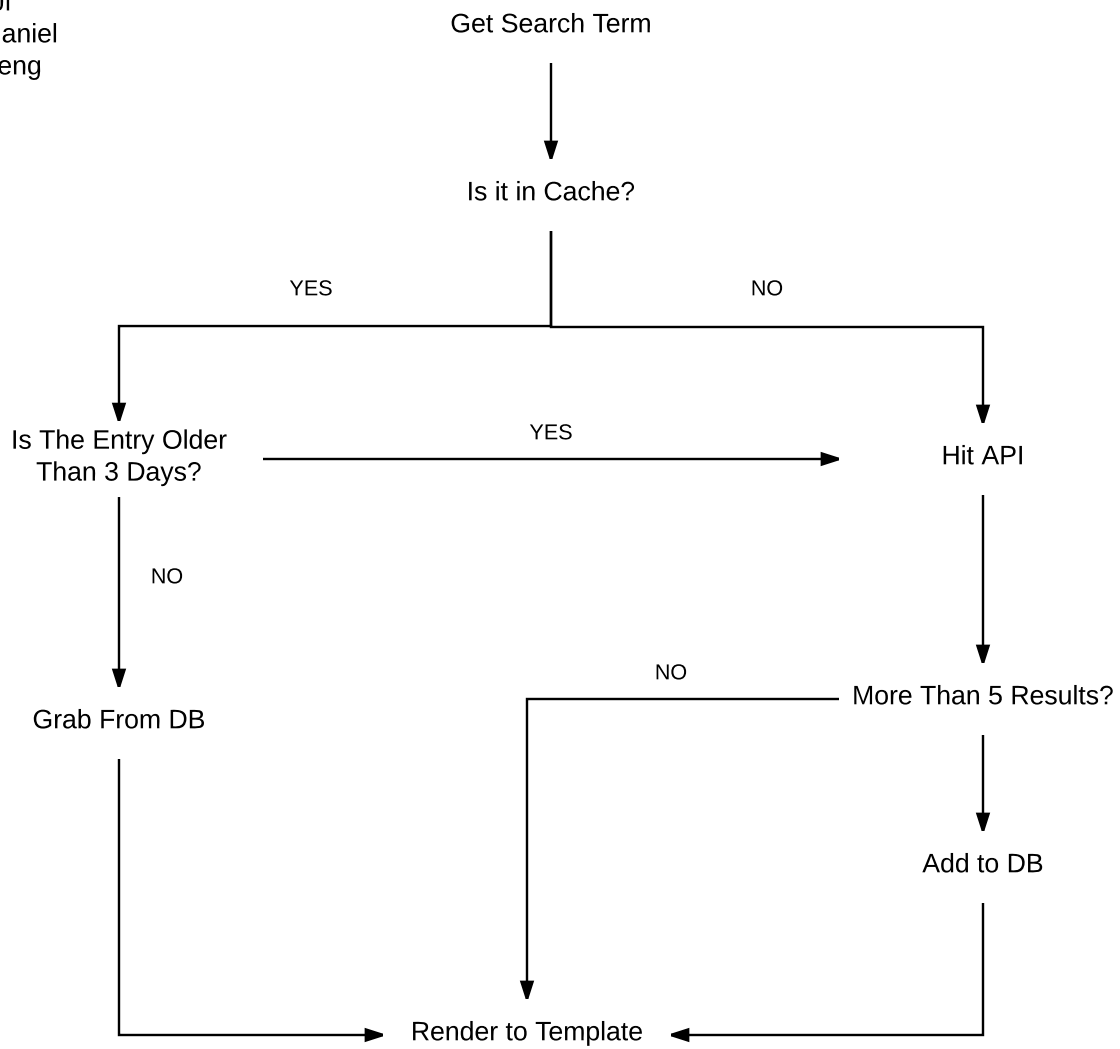 Get Search Term
Is it in Cache?
YES
NO
Is The Entry Older
Than 3 Days?
YES
Hit API
NO
NO
More Than 5 Results?
Grab From DB
Add to DB
Render to Template